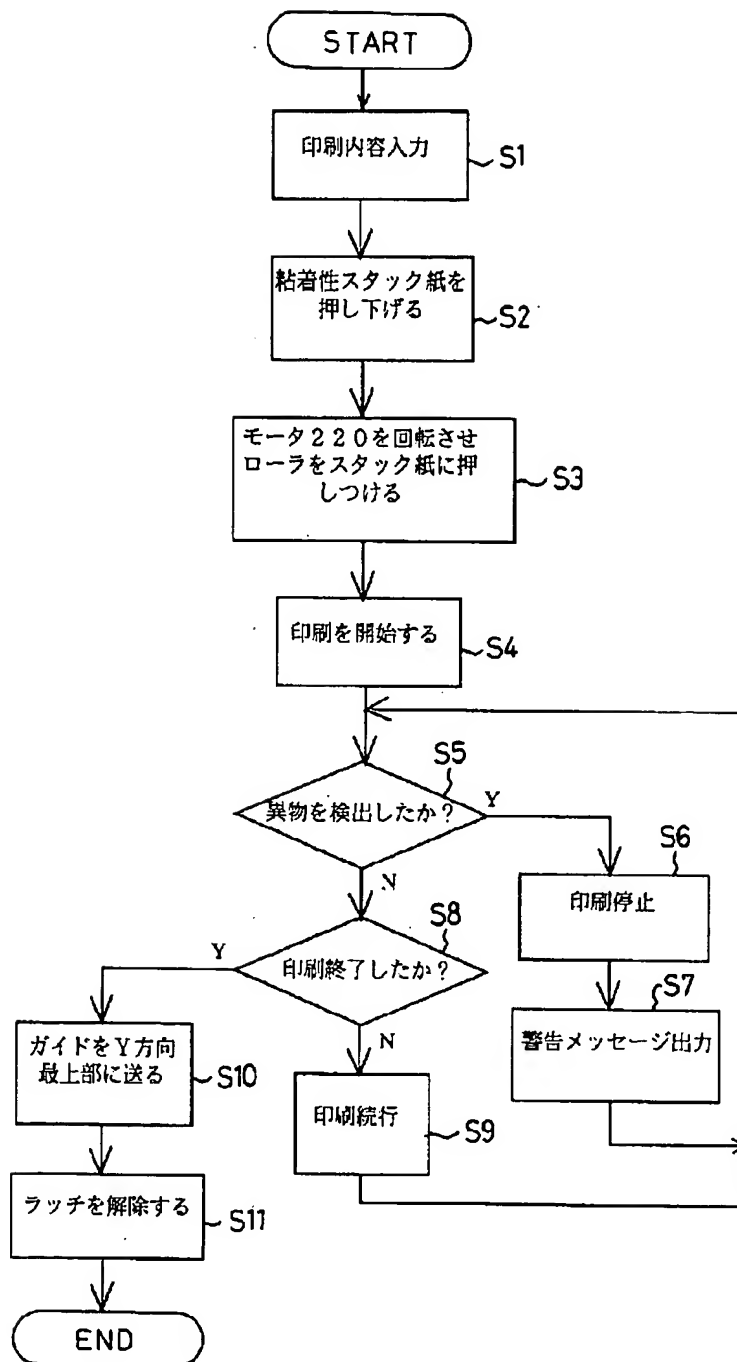 START
印刷内容入力
S1
粘着性スタック紙を
押し下げる
S2
モータ２２０を回転させ
ローラをスタック紙に押
しつける
S3
印刷を開始する
S4
S5
異物を検出したか？
Y
N
S6
印刷停止
S7
警告メッセージ出力
S8
印刷終了したか？
Y
N
ガイドをＹ方向
最上部に送る
S10
印刷続行
S9
ラッチを解除する
S11
END